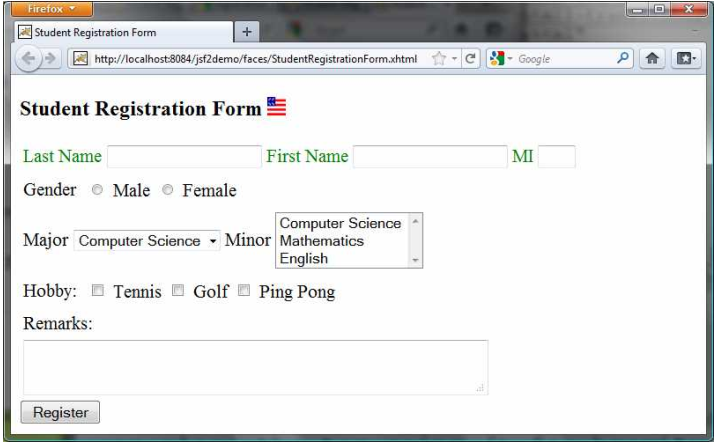 Firefox
Student Registration Form
http://localhost:8084/jsf2demo/faces/StudentRegistrationForm.xhtml Google
Student Registration Form
Last Name First Name MI
Gender Male Female
Computer Science
Major Computer Science Minor Mathematics
English
Hobby: Tennis Golf Ping Pong
Remarks:
Register